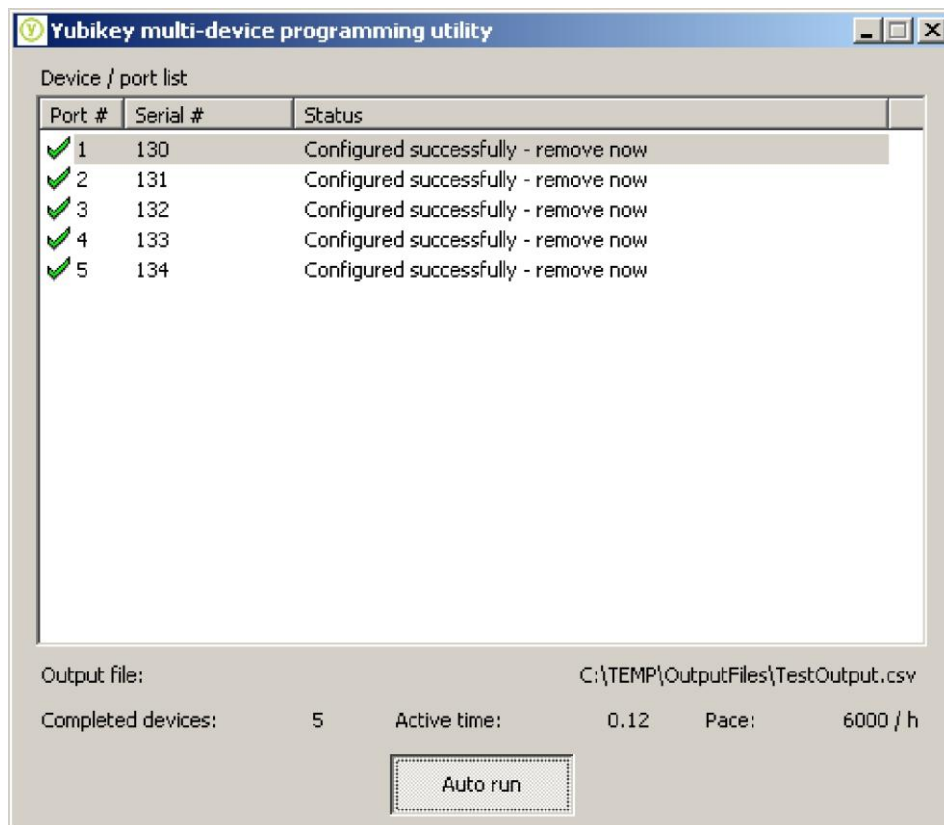 Yubikey multi-device programming utility
Device / port list
Port # Serial # Status
1 130 Configured successfully - remove now
2 131 Configured successfully - remove now
3 132 Configured successfully - remove now
4 133 Configured successfully - remove now
5 134 Configured successfully - remove now
Output file: C:\TEMP\OutputFiles\TestOutput.csv
Completed devices: 5 Active time: 0.12 Pace: 6000 / h
Auto run